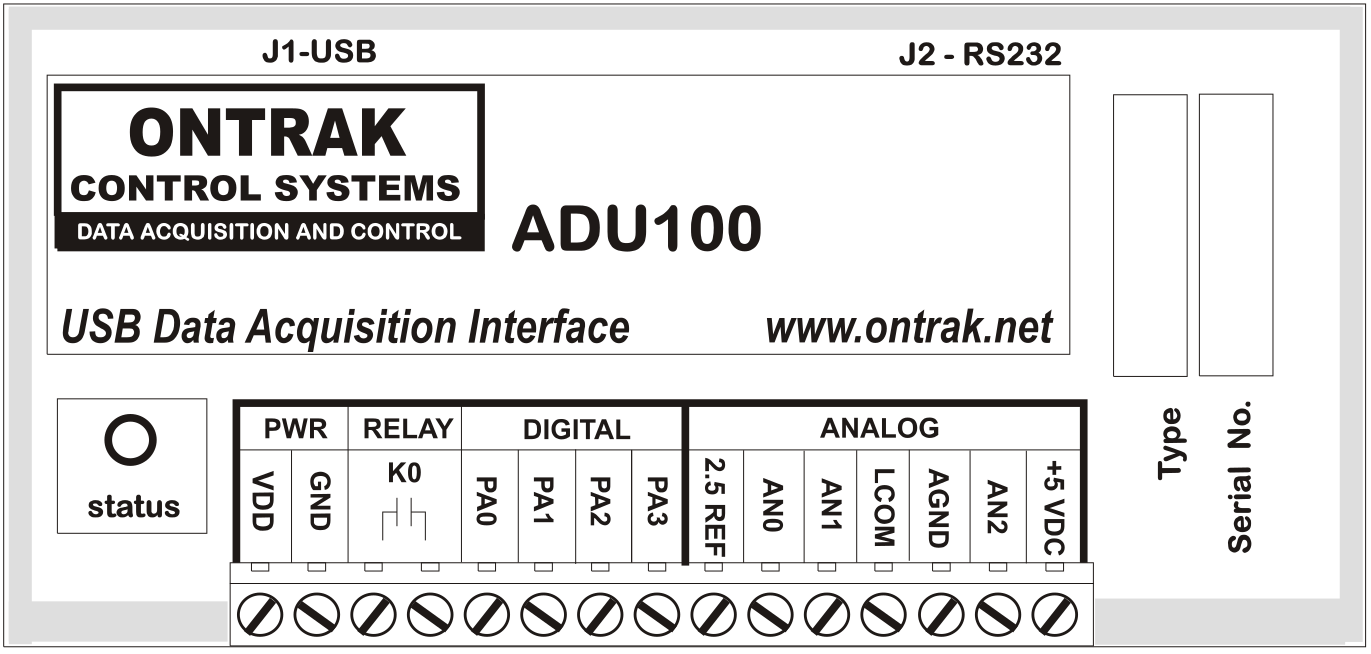 J1-USB
J2 - RS232
ONTRAK
CONTROL SYSTEMS
DATA ACQUISITION AND CONTROL
ADU100
USB Data Acquisition Interface
www.ontrak.net
Type
Serial No.
status
PWR RELAY DIGITAL ANALOG
VDD GND K0 PA0 PA1 PA2 PA3 2.5 REF AN0 AN1 LCOM AGND AN2 +5 VDC